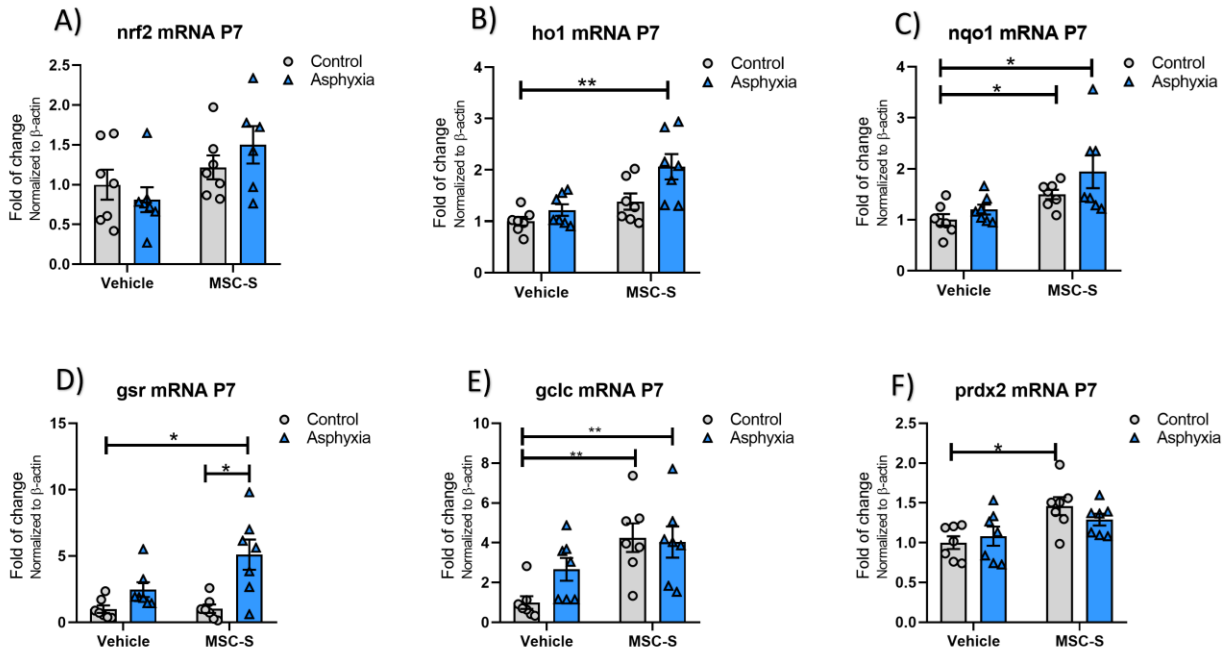 A)
nrf2 mRNA P7
Fold of change
Normalized to β-actin
2.5
2.0
1.5
1.0
0.5
0.0
Vehicle
MSC-S
Control
Asphyxia
B)
ho1 mRNA P7
Fold of change
Normalized to β-actin
4
3
2
1
0
**
Vehicle
MSC-S
Control
Asphyxia
C)
nqo1 mRNA P7
Fold of change
Normalized to β-actin
4
3
2
1
0
*
*
Vehicle
MSC-S
Control
Asphyxia
D)
gsr mRNA P7
Fold of change
Normalized to β-actin
15
10
5
0
*
*
Vehicle
MSC-S
Control
Asphyxia
E)
gclc mRNA P7
Fold of change
Normalized to β-actin
10
8
6
4
2
0
**
**
Vehicle
MSC-S
Control
Asphyxia
F)
prdx2 mRNA P7
Fold of change
Normalized to β-actin
2.5
2.0
1.5
1.0
0.5
0.0
*
Vehicle
MSC-S
Control
Asphyxia